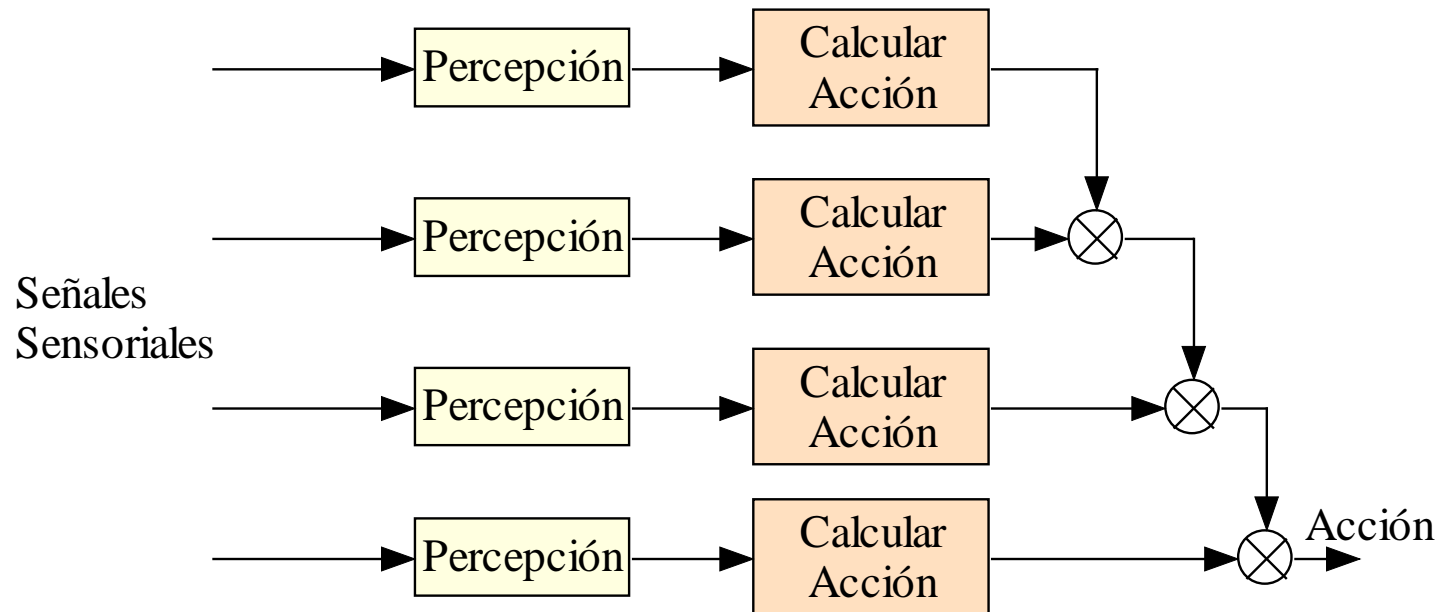 Percepción
Calcular
Acción
Percepción
Calcular
Acción
Señales
Sensoriales
Percepción
Calcular
Acción
Percepción
Calcular
Acción
Acción